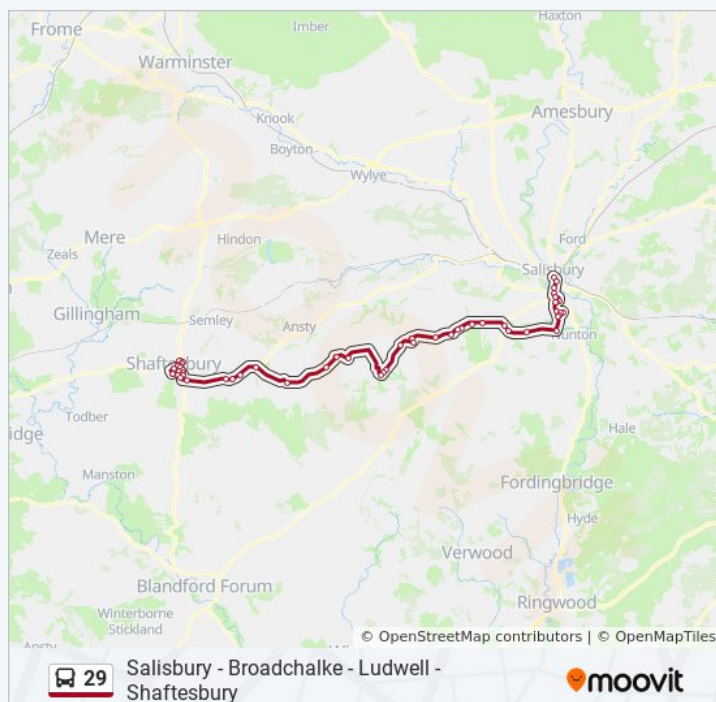 Haxton
Imber
Frome
Warminster
Amesbury
Knook
Boyton
Wylye
Mere
Hindon
Ford
Zeals
Salisbury
Gillingham
Semley
Ansty
Nunton
Shaftesbury
Todber
ridge
Hale
Manston
Fordingbridge
Hyde
Verwood
Blandford Forum
Ringwood
Winterborne
Stickland
Ansty
© OpenStreetMap contributors | © OpenMapTiles
29
Salisbury - Broadchalke - Ludwell -
Shaftesbury
moovit